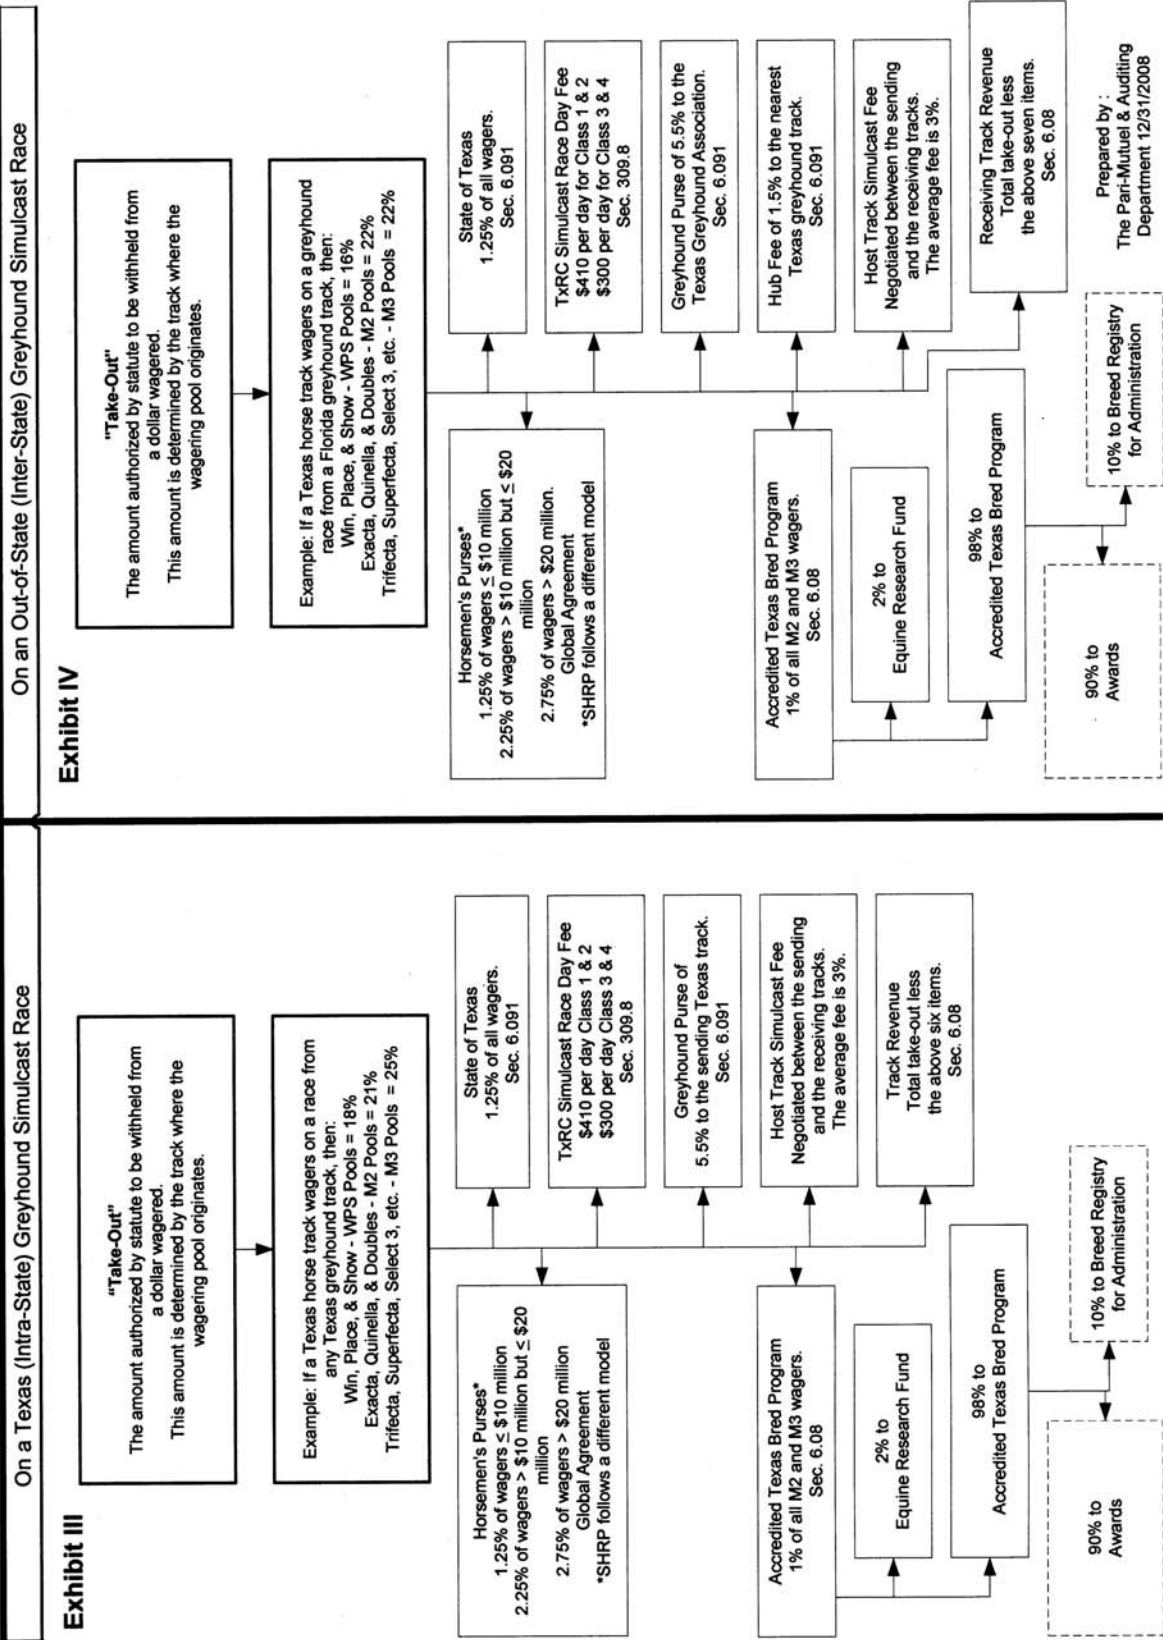 On a Texas (Intra-State) Greyhound Simulcast Race
Exhibit III
"Take-Out"
The amount authorized by statute to be withheld from
a dollar wagered.
This amount is determined by the track where the
wagering pool originates.
Example: If a Texas horse track wagers on a race from
any Texas greyhound track, then:
Win, Place, & Show - WPS Pools = 18%
Exacta, Quinella, & Doubles - M2 Pools = 21%
Trifecta, Superfecta, Select 3, etc. - M3 Pools = 25%
Horsemen's Purses*
1.25% of wagers ≤ $10 million
2.25% of wagers > $10 million but ≤ $20
million
2.75% of wagers > $20 million
Global Agreement
*SHRP follows a different model
State of Texas
1.25% of all wagers.
Sec. 6.091
TxRC Simulcast Race Day Fee
$410 per day Class 1 & 2
$300 per day Class 3 & 4
Sec. 309.8
Greyhound Purse of
5.5% to the sending Texas track.
Sec. 6.091
Accredited Texas Bred Program
1% of all M2 and M3 wagers.
Sec. 6.08
Host Track Simulcast Fee
Negotiated between the sending
and the receiving tracks.
The average fee is 3%.
2% to
Equine Research Fund
Track Revenue
Total take-out less
the above six items.
Sec. 6.08
98% to
Accredited Texas Bred Program
90% to
Awards
10% to Breed Registry
for Administration
On an Out-of-State (Inter-State) Greyhound Simulcast Race
Exhibit IV
"Take-Out"
The amount authorized by statute to be withheld from
a dollar wagered.
This amount is determined by the track where the
wagering pool originates.
Example: If a Texas horse track wagers on a greyhound
race from a Florida greyhound track, then:
Win, Place, & Show - WPS Pools = 16%
Exacta, Quinella, & Doubles - M2 Pools = 22%
Trifecta, Superfecta, Select 3, etc. - M3 Pools = 22%
Horsemen's Purses*
1.25% of wagers ≤ $10 million
2.25% of wagers > $10 million but ≤ $20
million
2.75% of wagers > $20 million.
Global Agreement
*SHRP follows a different model
State of Texas
1.25% of all wagers.
Sec. 6.091
TxRC Simulcast Race Day Fee
$410 per day for Class 1 & 2
$300 per day for Class 3 & 4
Sec. 309.8
Greyhound Purse of 5.5% to the
Texas Greyhound Association.
Sec. 6.091
Accredited Texas Bred Program
1% of all M2 and M3 wagers.
Sec. 6.08
Hub Fee of 1.5% to the nearest
Texas greyhound track.
Sec. 6.091
2% to
Equine Research Fund
Host Track Simulcast Fee
Negotiated between the sending
and the receiving tracks.
The average fee is 3%.
98% to
Accredited Texas Bred Program
Receiving Track Revenue
Total take-out less
the above seven items.
Sec. 6.08
90% to
Awards
10% to Breed Registry
for Administration
Prepared by :
The Pari-Mutuel & Auditing
Department 12/31/2008